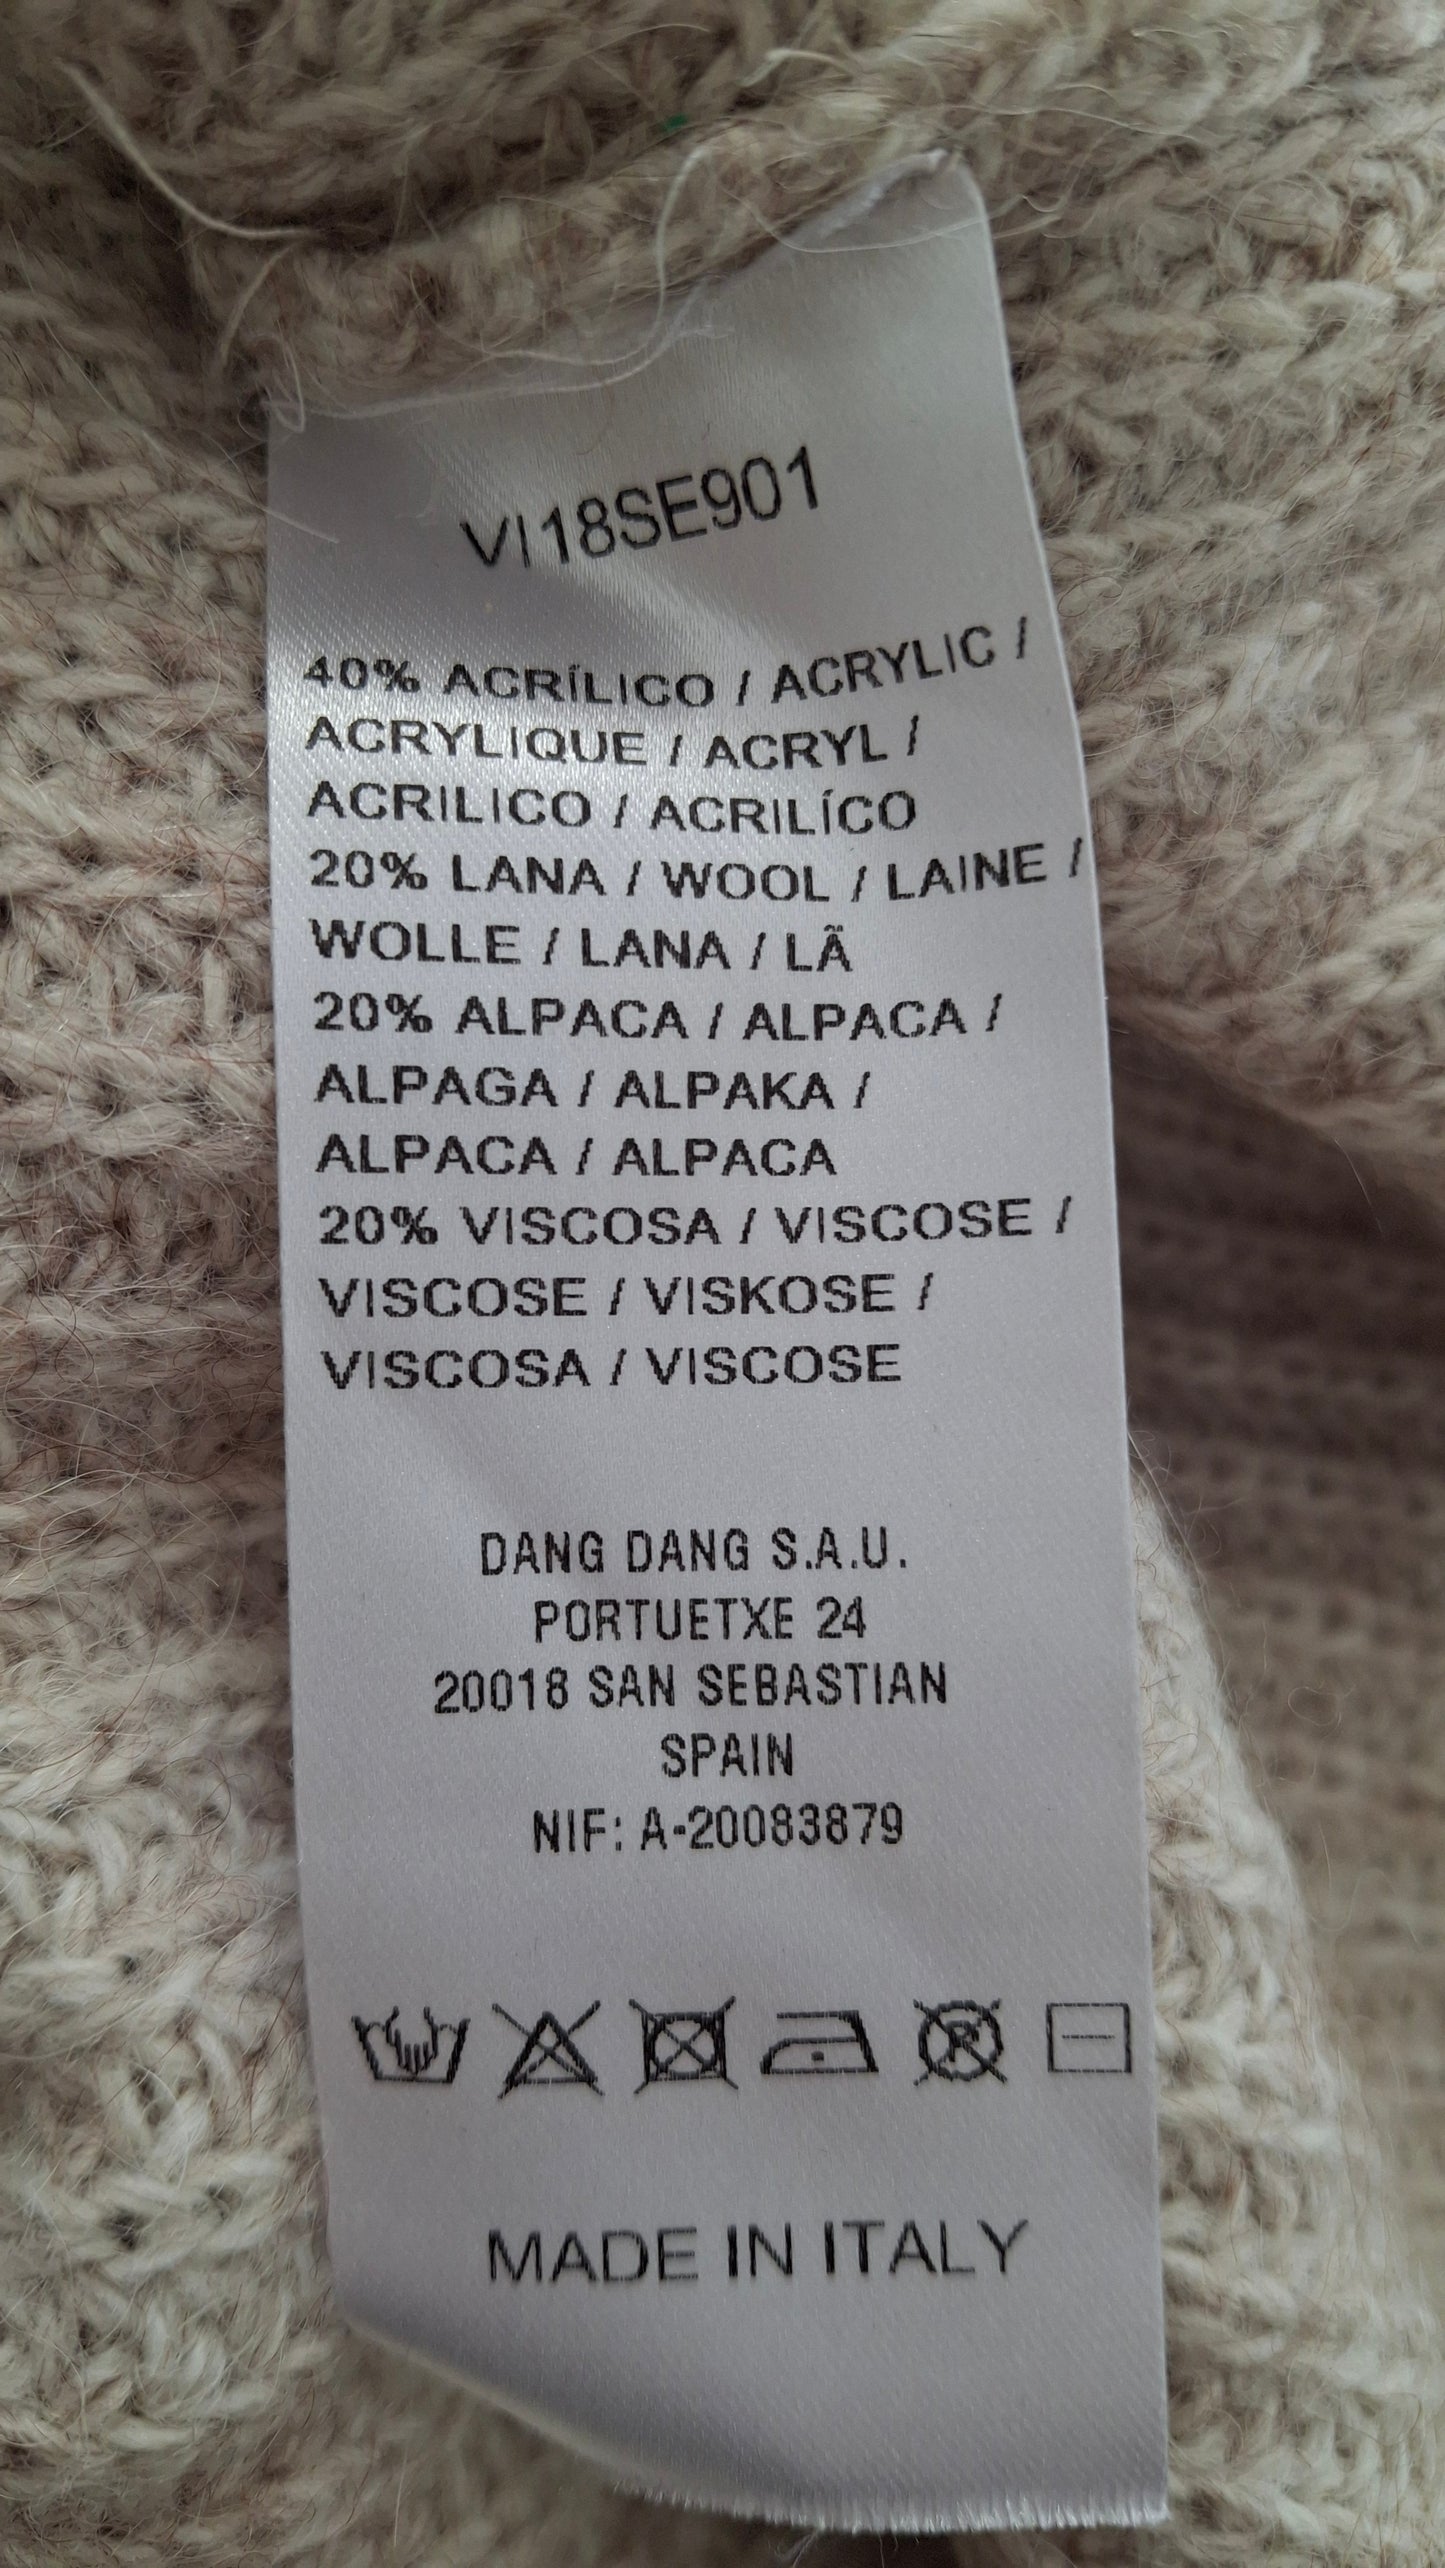 VI18SE901
40% ACRÍLICO / ACRYLIC /
ACRYLIQUE / ACRYL /
ACRILICO / ACRILÍCO
20% LANA / WOOL / LAINE /
WOLLE / LANA / LÃ
20% ALPACA / ALPACA /
ALPAGA / ALPAKA /
ALPACA / ALPACA
20% VISCOSA / VISCOSE /
VISCOSE / VISKOSE /
VISCOSA / VISCOSE
DANG DANG S.A.U.
PORTUETXE 24
20018 SAN SEBASTIAN
SPAIN
NIF: A-20083879
MADE IN ITALY